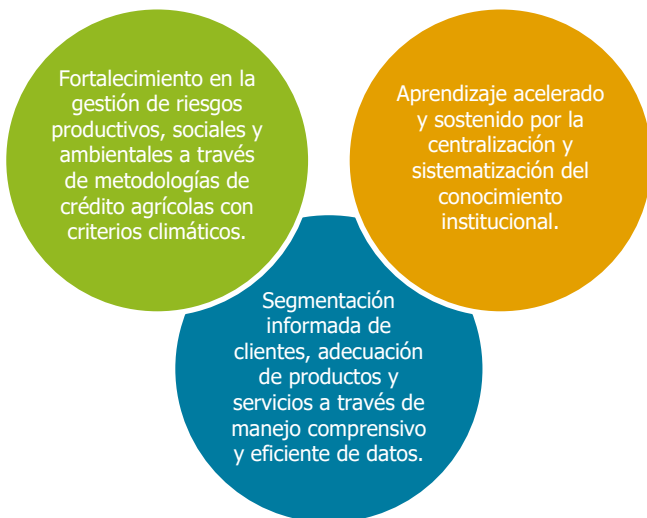 Fortalecimiento en la
gestión de riesgos
productivos, sociales y
ambientales a través
de metodologías de
crédito agrícolas con
criterios climáticos.
Aprendizaje acelerado
y sostenido por la
centralización y
sistematización del
conocimiento
institucional.
Segmentación
informada de
clientes, adecuación
de productos y
servicios a través de
manejo comprensivo
y eficiente de datos.